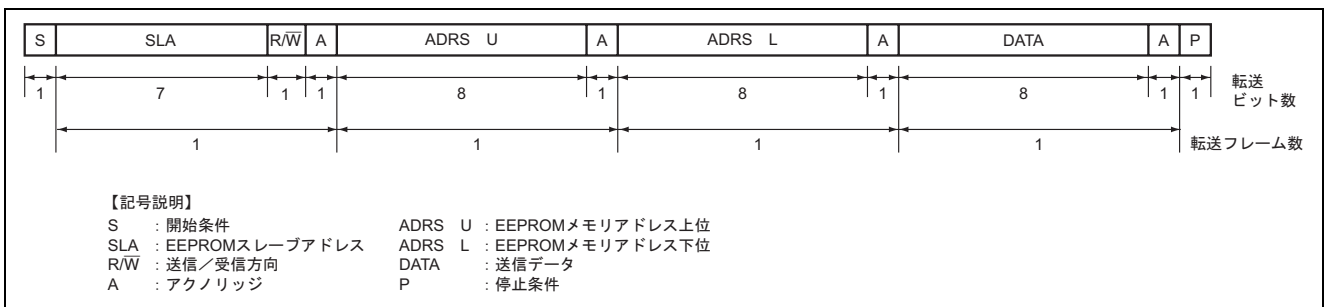 S SLA R/W̅ A ADRS U A ADRS L A DATA A P
1 7 1 1 8 1 8 1 8 1 1 転送
ビット数
1 1 1 1 転送フレーム数
【記号説明】
S :開始条件 ADRS U :EEPROMメモリアドレス上位
SLA :EEPROMスレーブアドレス ADRS L :EEPROMメモリアドレス下位
R/W̅ :送信/受信方向 DATA :送信データ
A :アクノリッジ P :停止条件